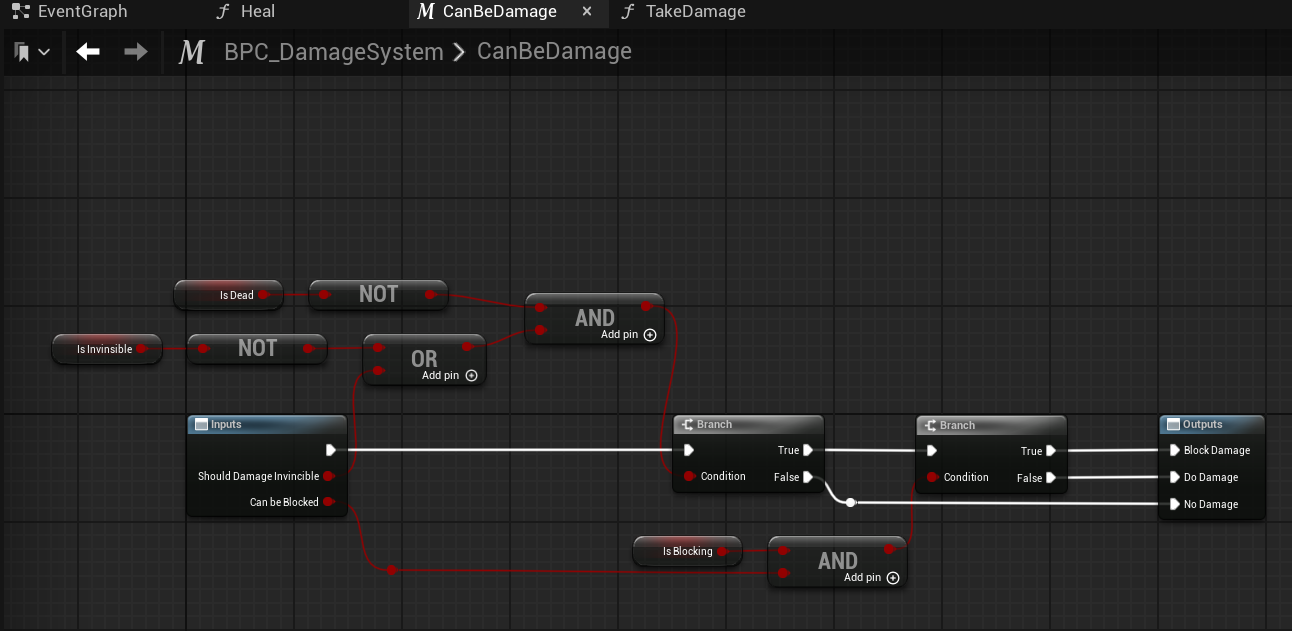 EventGraph
Heal
CanBeDamage
TakeDamage
BPC_DamageSystem
CanBeDamage
Is Dead
NOT
AND
Add pin
Is Invinsible
NOT
OR
Add pin
Inputs
Should Damage Invincible
Can be Blocked
Branch
True
Condition
False
Branch
True
Condition
False
Outputs
Block Damage
Do Damage
No Damage
Is Blocking
AND
Add pin